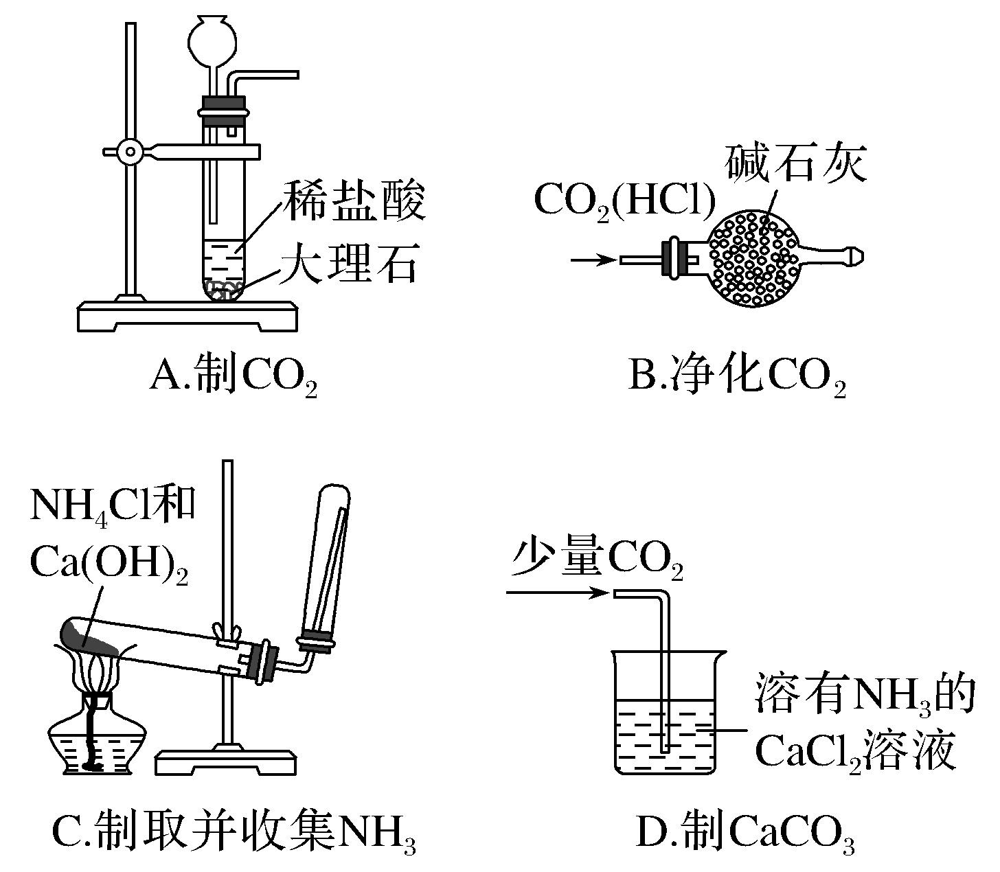 稀盐酸
大理石
A.制CO₂
碱石灰
CO₂(HCl)
B.净化CO₂
NH₄Cl和
Ca(OH)₂
C.制取并收集NH₃
少量CO₂
溶有NH₃的
CaCl₂溶液
D.制CaCO₃